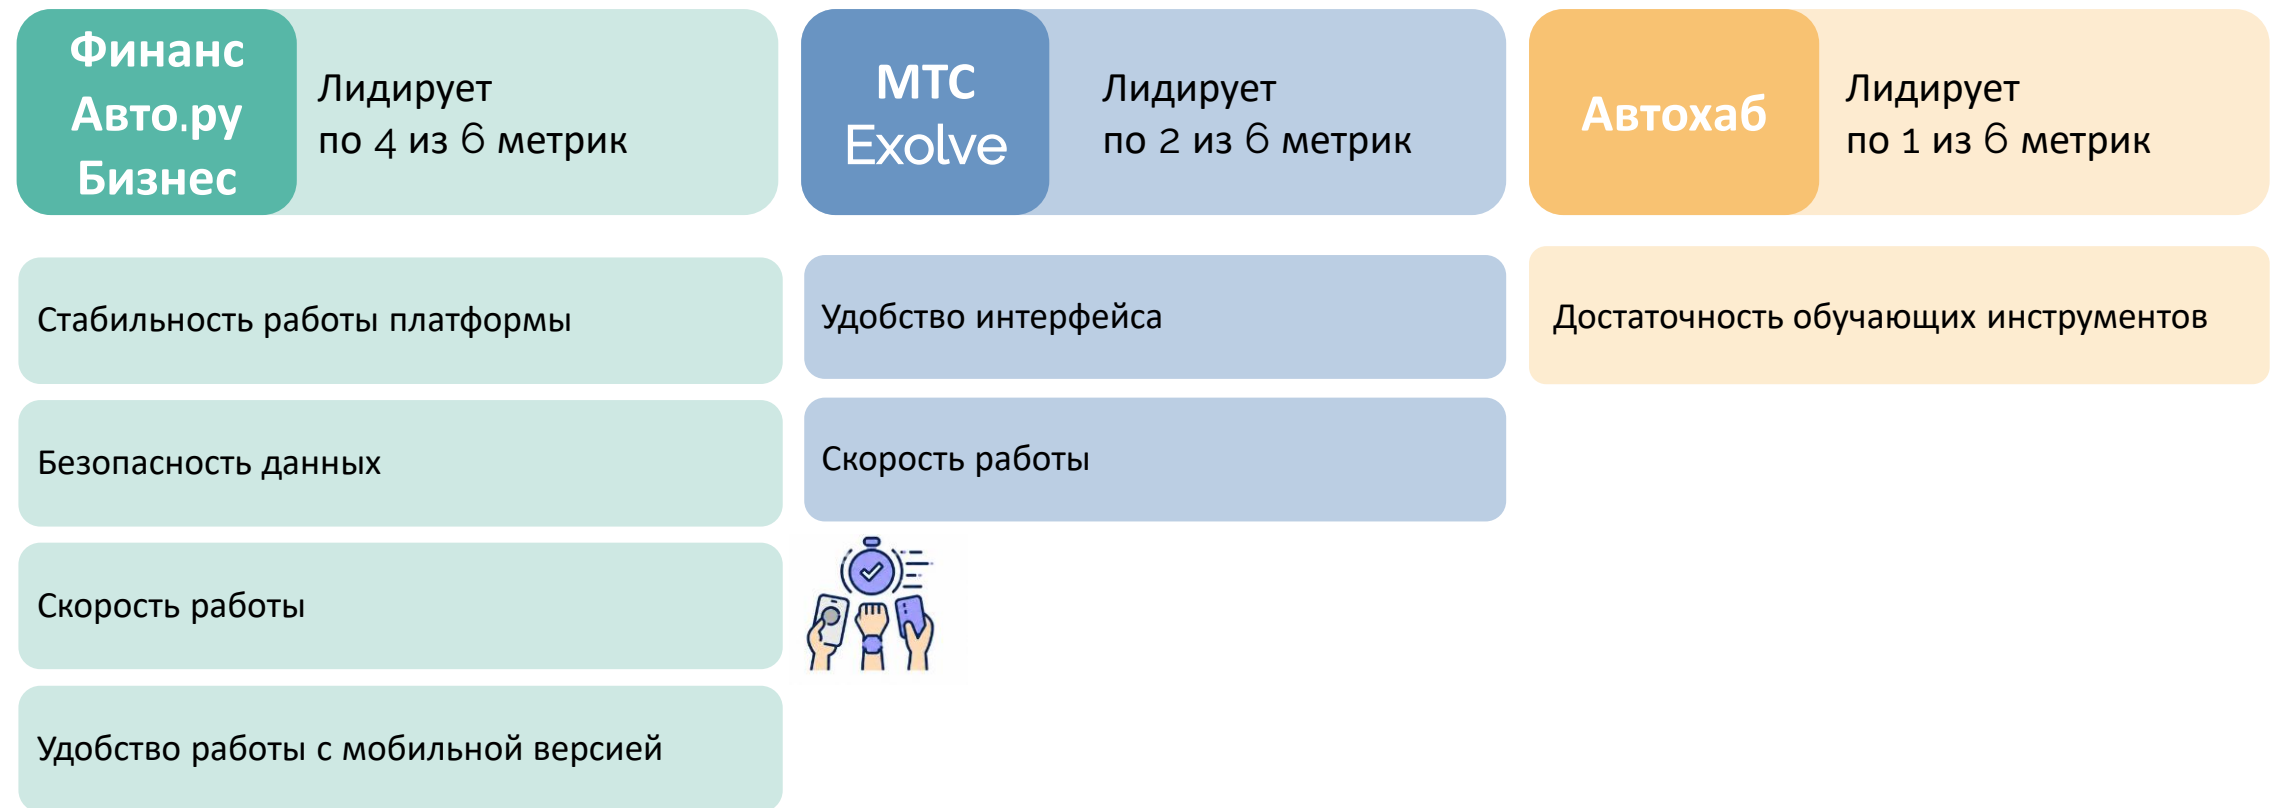 Финанс
Авто.ру
Бизнес
Лидирует
по 4 из 6 метрик
Стабильность работы платформы
Безопасность данных
Скорость работы
Удобство работы с мобильной версией
МТС
Exolve
Лидирует
по 2 из 6 метрик
Удобство интерфейса
Скорость работы
Автохаб
Лидирует
по 1 из 6 метрик
Достаточность обучающих инструментов